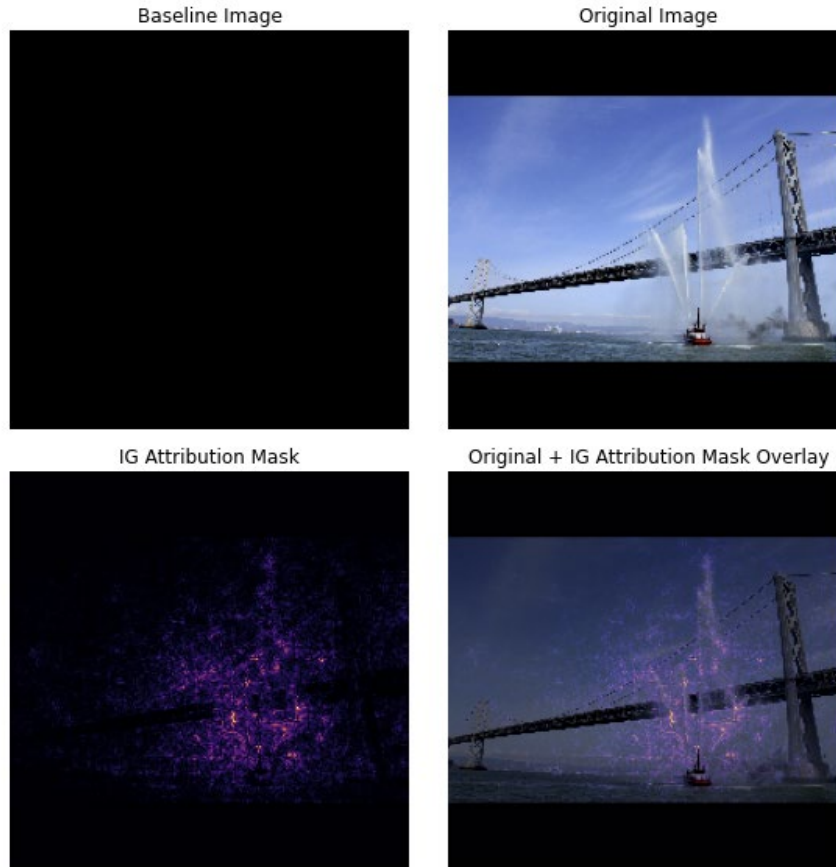 Baseline Image
Original Image
IG Attribution Mask
Original + IG Attribution Mask Overlay